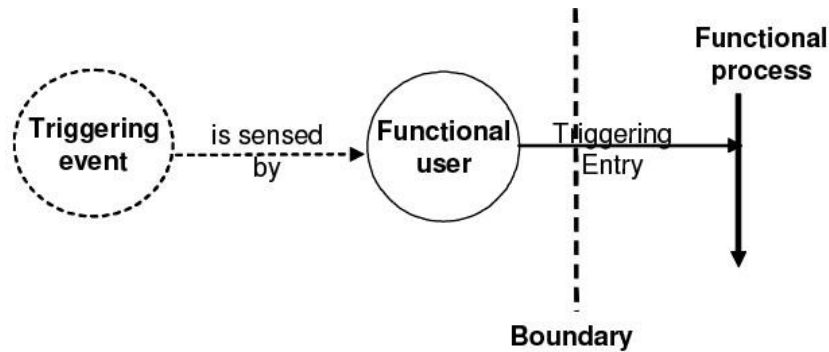 Triggering
event
is sensed
by
Functional
user
Triggering
Entry
Functional
process
Boundary